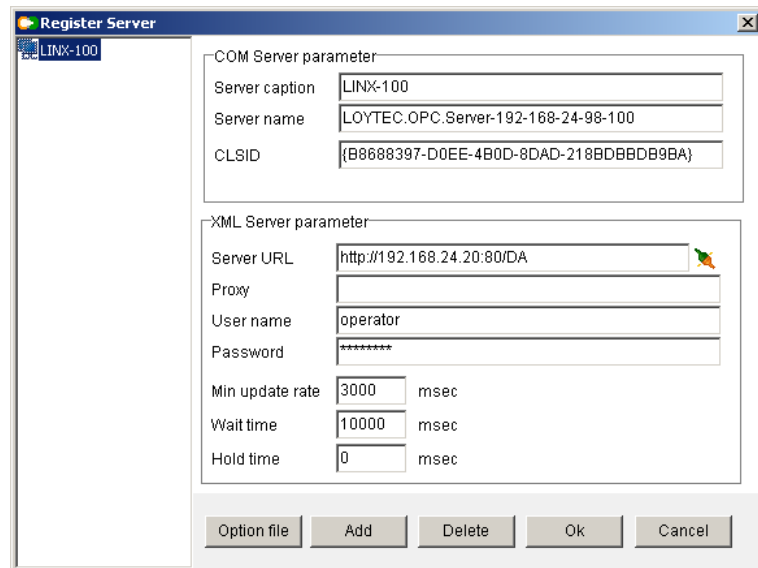 Register Server
LINX-100
COM Server parameter
Server caption LINX-100
Server name LOYTEC.OPC.Server-192-168-24-98-100
CLSID {B8688397-D0EE-4B0D-8DAD-218BDBBDB9BA}
XML Server parameter
Server URL http://192.168.24.20:80/DA
Proxy
User name operator
Password ********
Min update rate 3000 msec
Wait time 10000 msec
Hold time 0 msec
Option file Add Delete Ok Cancel